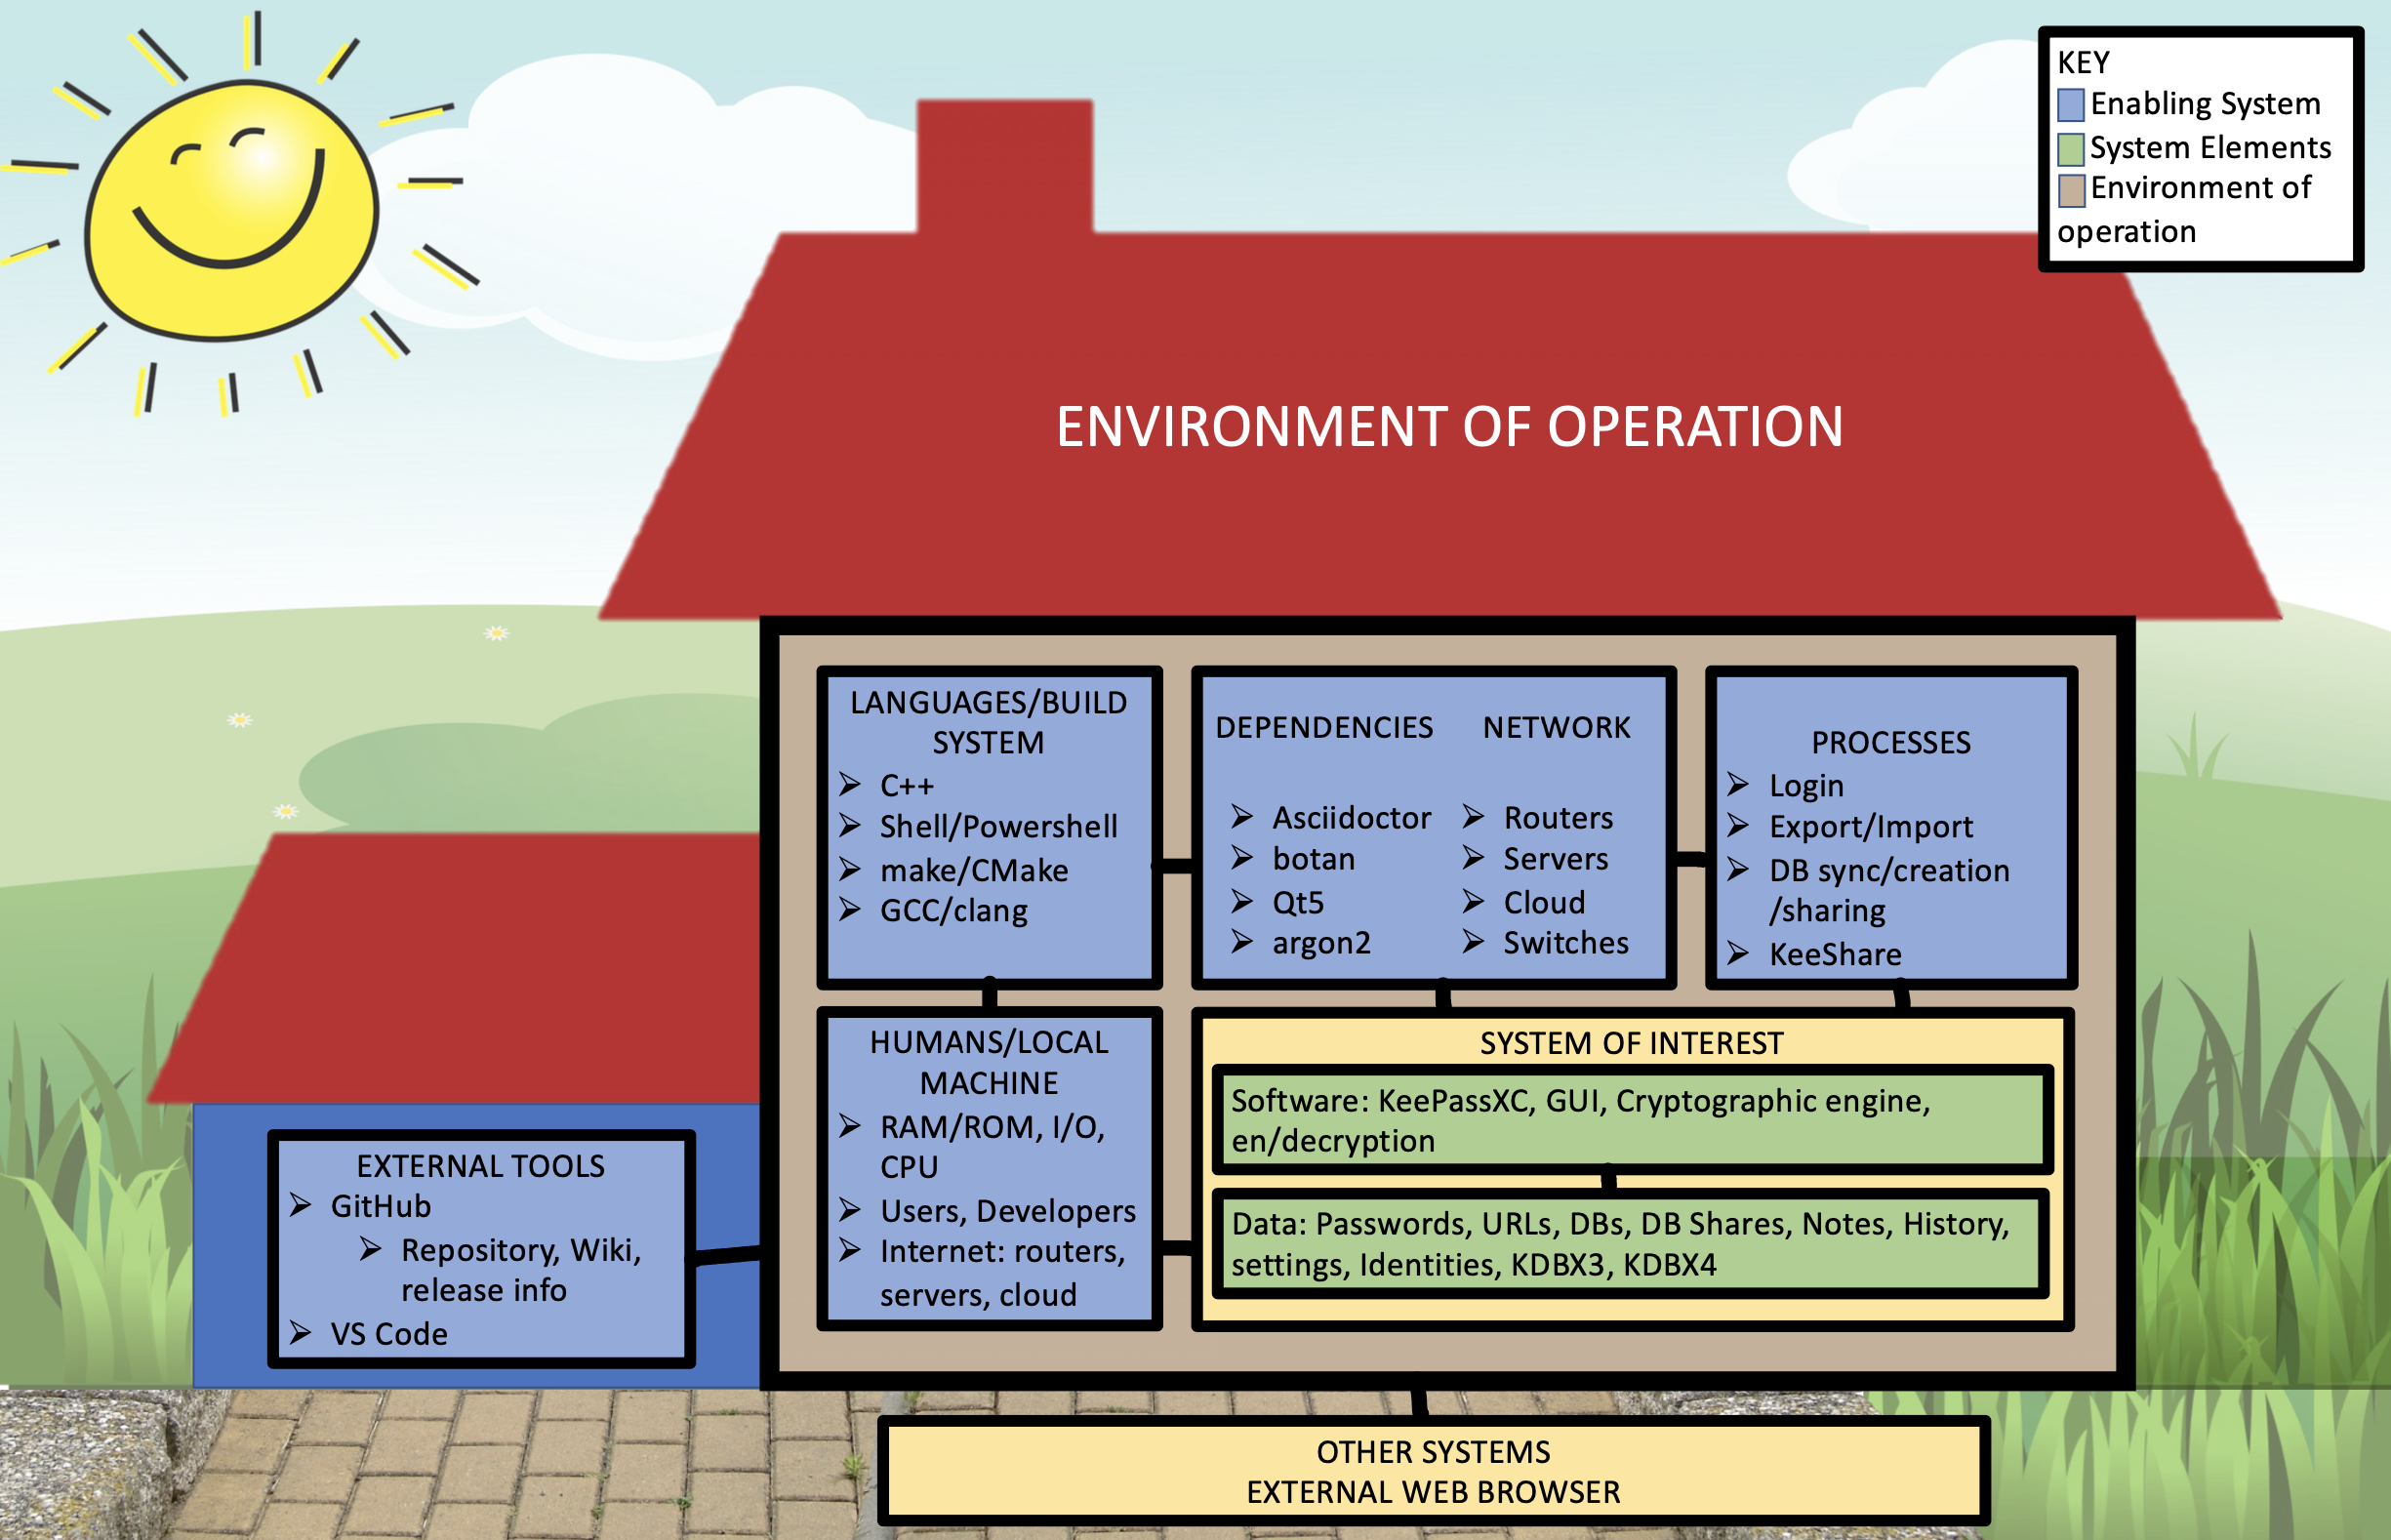 KEY
Enabling System
System Elements
Environment of
operation
ENVIRONMENT OF OPERATION
LANGUAGES/BUILD
SYSTEM
C++
Shell/Powershell
make/CMake
GCC/clang
DEPENDENCIES
Asciidoctor
botan
Qt5
argon2
NETWORK
Routers
Servers
Cloud
Switches
PROCESSES
Login
Export/Import
DB sync/creation
/sharing
KeeShare
EXTERNAL TOOLS
GitHub
Repository, Wiki,
release info
VS Code
HUMANS/LOCAL
MACHINE
RAM/ROM, I/O,
CPU
Users, Developers
Internet: routers,
servers, cloud
SYSTEM OF INTEREST
Software: KeePassXC, GUI, Cryptographic engine,
en/decryption
Data: Passwords, URLs, DBs, DB Shares, Notes, History,
settings, Identities, KDBX3, KDBX4
OTHER SYSTEMS
EXTERNAL WEB BROWSER